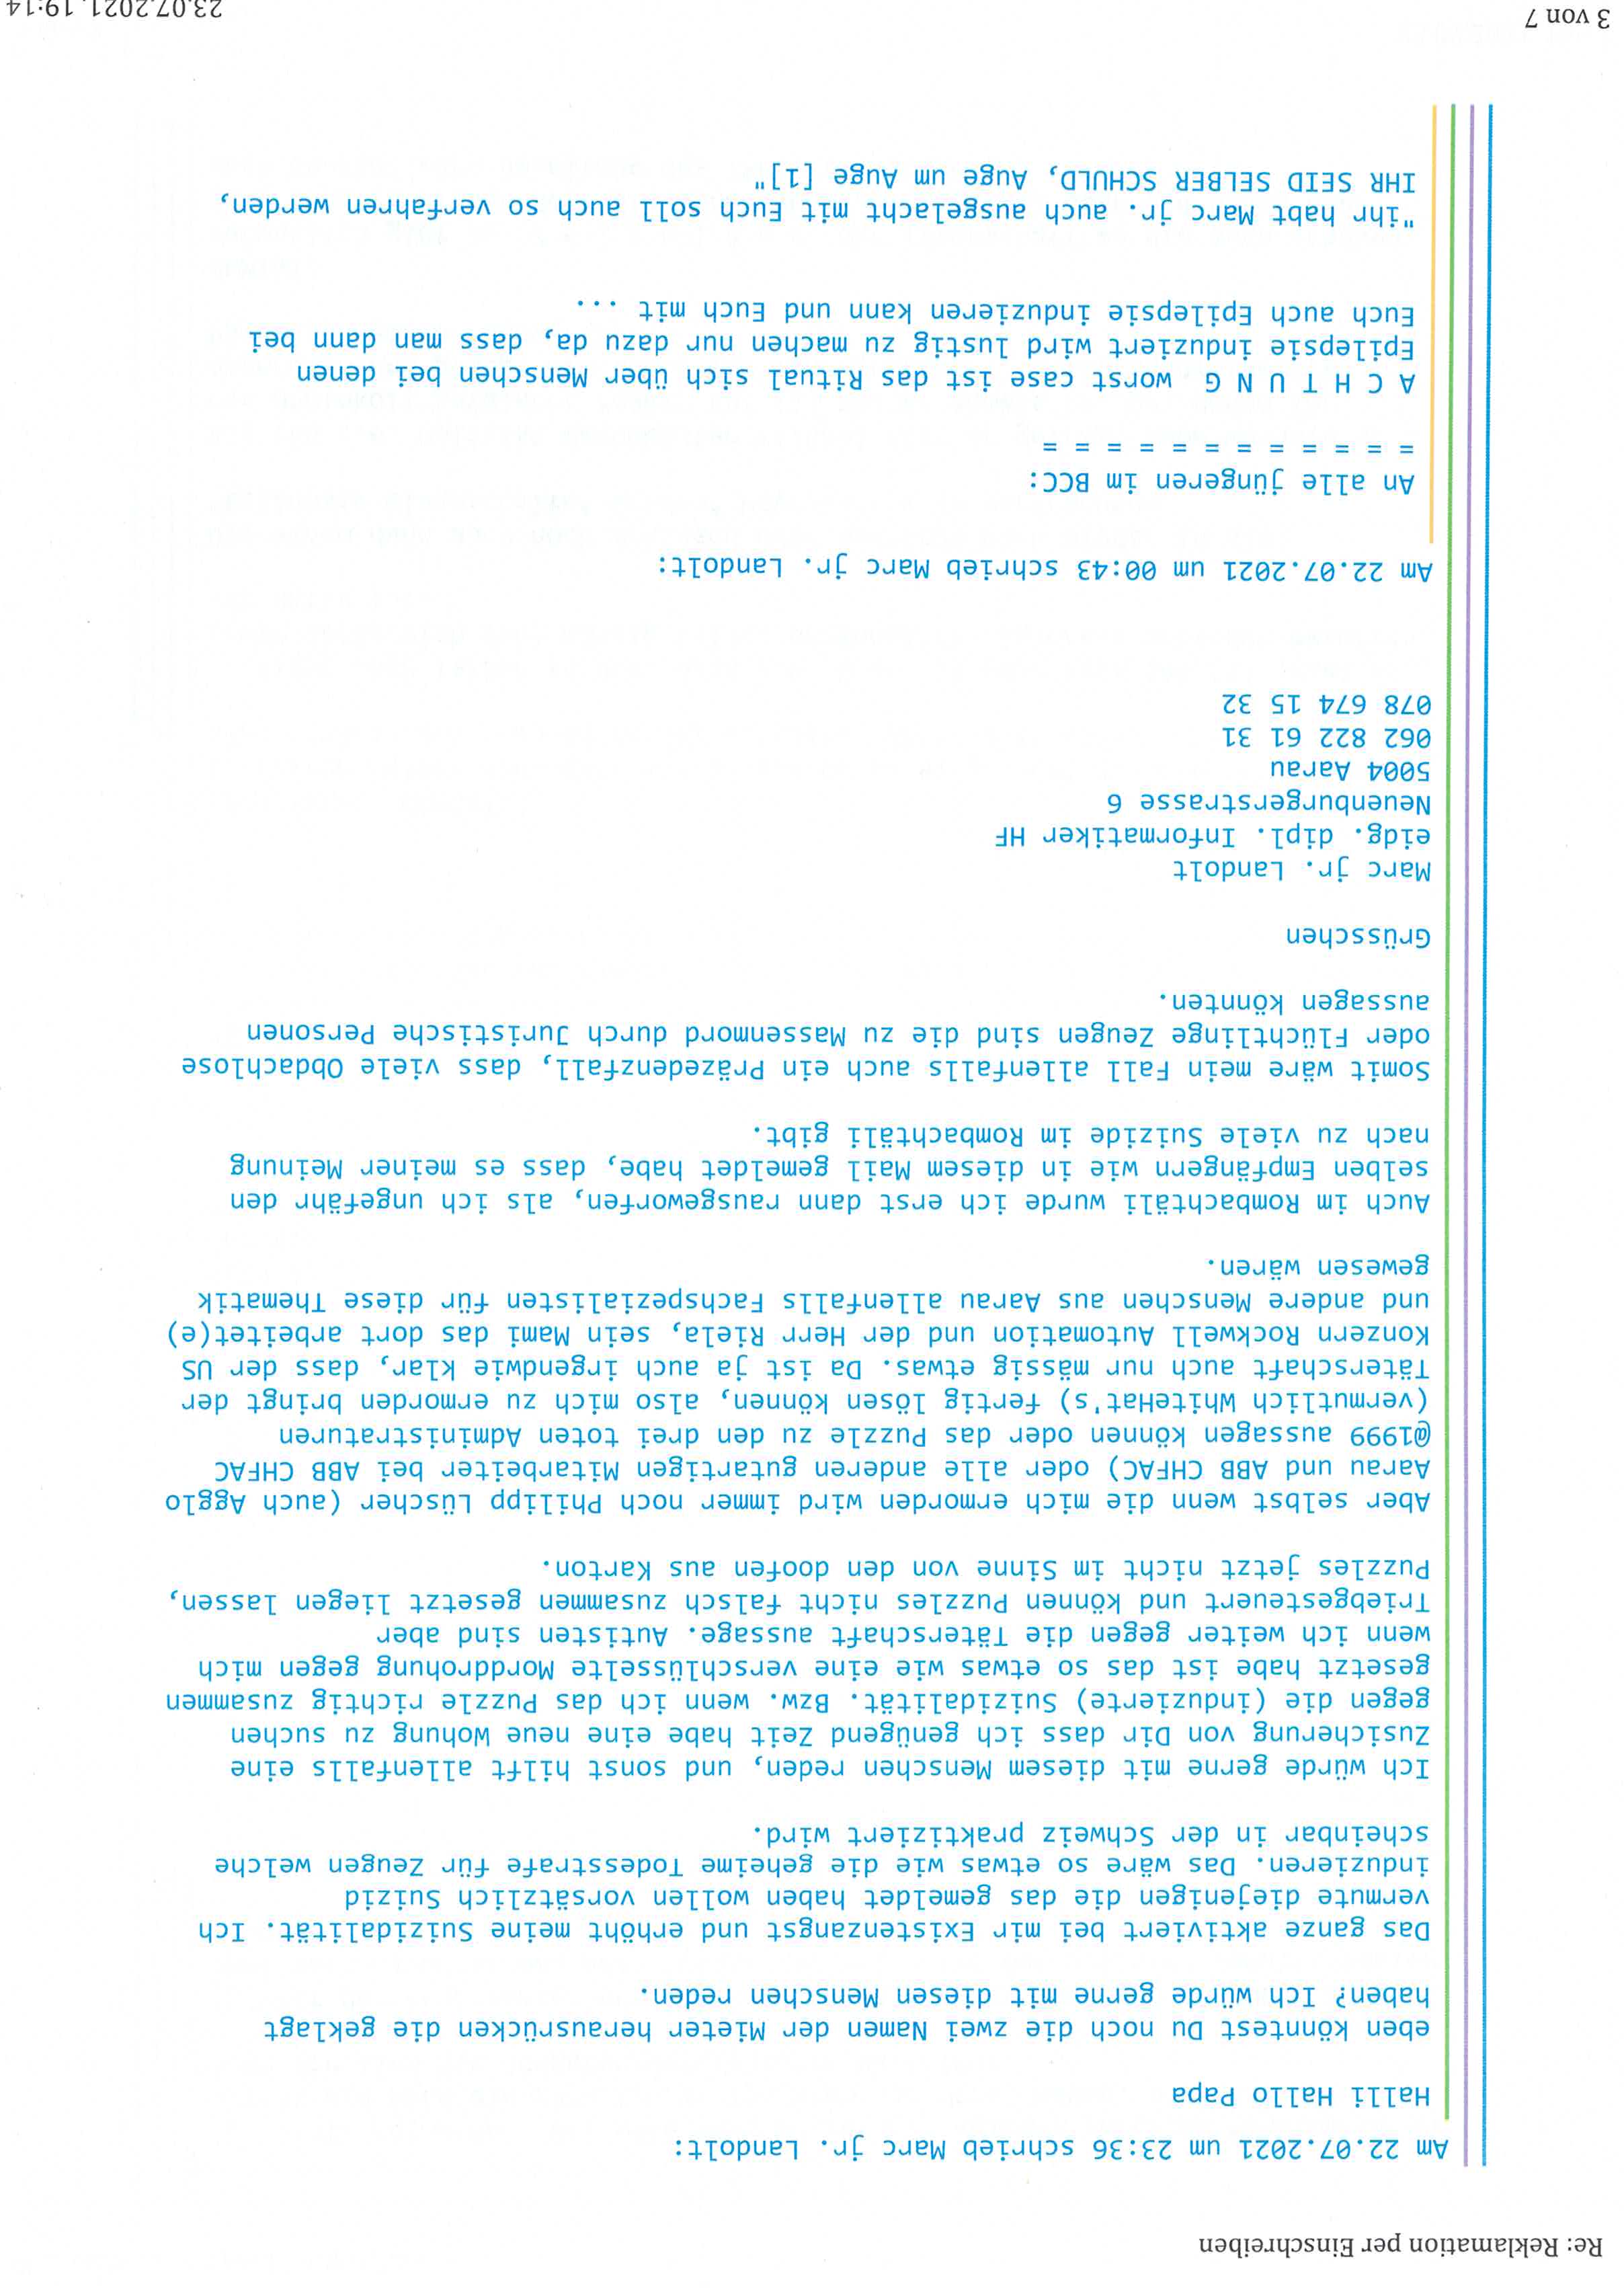 Re: Reklamation per Einschreiben
Am 22.07.2021 um 23:36 schrieb Marc jr. Landolt:
Halli Hallo Papa
eben könntest Du noch die zwei Namen der Mieter herausrücken die geklagt
haben? Ich würde gerne mit diesen Menschen reden.
Das ganze aktiviert bei mir Existenzangst und erhöht meine Suizidalität. Ich
vermute diejenigen die das gemeldet haben wollen vorsätzlich Suizid
induzieren. Das wäre so etwas wie die geheime Todesstrafe für Zeugen welche
scheinbar in der Schweiz praktiziert wird.
Ich würde gerne mit diesem Menschen reden, und sonst hilft allenfalls eine
Zusicherung von Dir dass ich genügend Zeit habe eine neue Wohung zu suchen
gegen die (induzierte) Suizidalität. Bzw. wenn ich das Puzzle richtig zusammen
gesetzt habe ist das so etwas wie eine verschlüsselte Morddrohung gegen mich
wenn ich weiter gegen die Täterschaft aussage. Autisten sind aber
Triebgesteuert und können Puzzles nicht falsch zusammen gesetzt liegen lassen,
Puzzles jetzt nicht im Sinne von den doofen aus Karton.
Aber selbst wenn die mich ermorden wird immer noch Philipp Lüscher (auch Agglo
Aarau und ABB CHFAC) oder alle anderen gutartigen Mitarbeiter bei ABB CHFAC
@1999 aussagen können oder das Puzzle zu den drei toten Administraturen
(vermutlich WhiteHat's) fertig lösen können, also mich zu ermorden bringt der
Täterschaft auch nur mässig etwas. Da ist ja auch irgendwie klar, dass der US
Konzern Rockwell Automation und der Herr Riela, sein Mami das dort arbeitet(e)
und andere Menschen aus Aarau allenfalls Fachspezialisten für diese Thematik
gewesen wären.
Auch im Rombachtäli wurde ich erst dann rausgeworfen, als ich ungefähr den
selben Empfängern wie in diesem Mail gemeldet habe, dass es meiner Meinung
nach zu viele Suizide im Rombachtäli gibt.
Somit wäre mein Fall allenfalls auch ein Präzedenzfall, dass viele Obdachlose
oder Flüchtlinge Zeugen sind die zu Massenmord durch Juristische Personen
aussagen könnten.
Grüsschen
Marc jr. Landolt
eidg. dipl. Informatiker HF
Neuenburgerstrasse 6
5004 Aarau
062 822 61 31
078 674 15 32
Am 22.07.2021 um 00:43 schrieb Marc jr. Landolt:
An alle jüngeren im BCC:
= = = = = = = = = = = =
A C H T U N G  worst case ist das Ritual sich über Menschen bei denen
Epilepsie induziert wird lustig zu machen nur dazu da, dass man dann bei
Euch auch Epilepsie induzieren kann und Euch mit ...
"ihr habt Marc jr. auch ausgelacht mit Euch soll auch so verfahren werden,
IHR SEID SELBER SCHULD, Auge um Auge [1]"
3 von 7
23.07.2021, 19:14